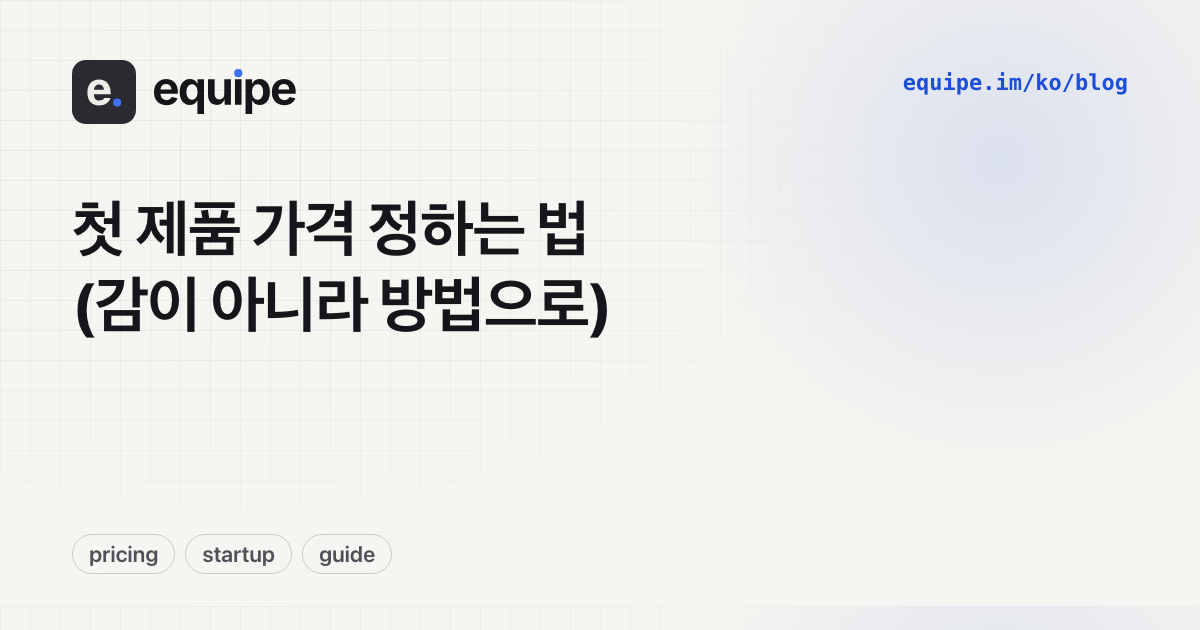 e.
equipe
equipe.im/ko/blog
첫 제품 가격 정하는 법
(감이 아니라 방법으로)
pricing
startup
guide